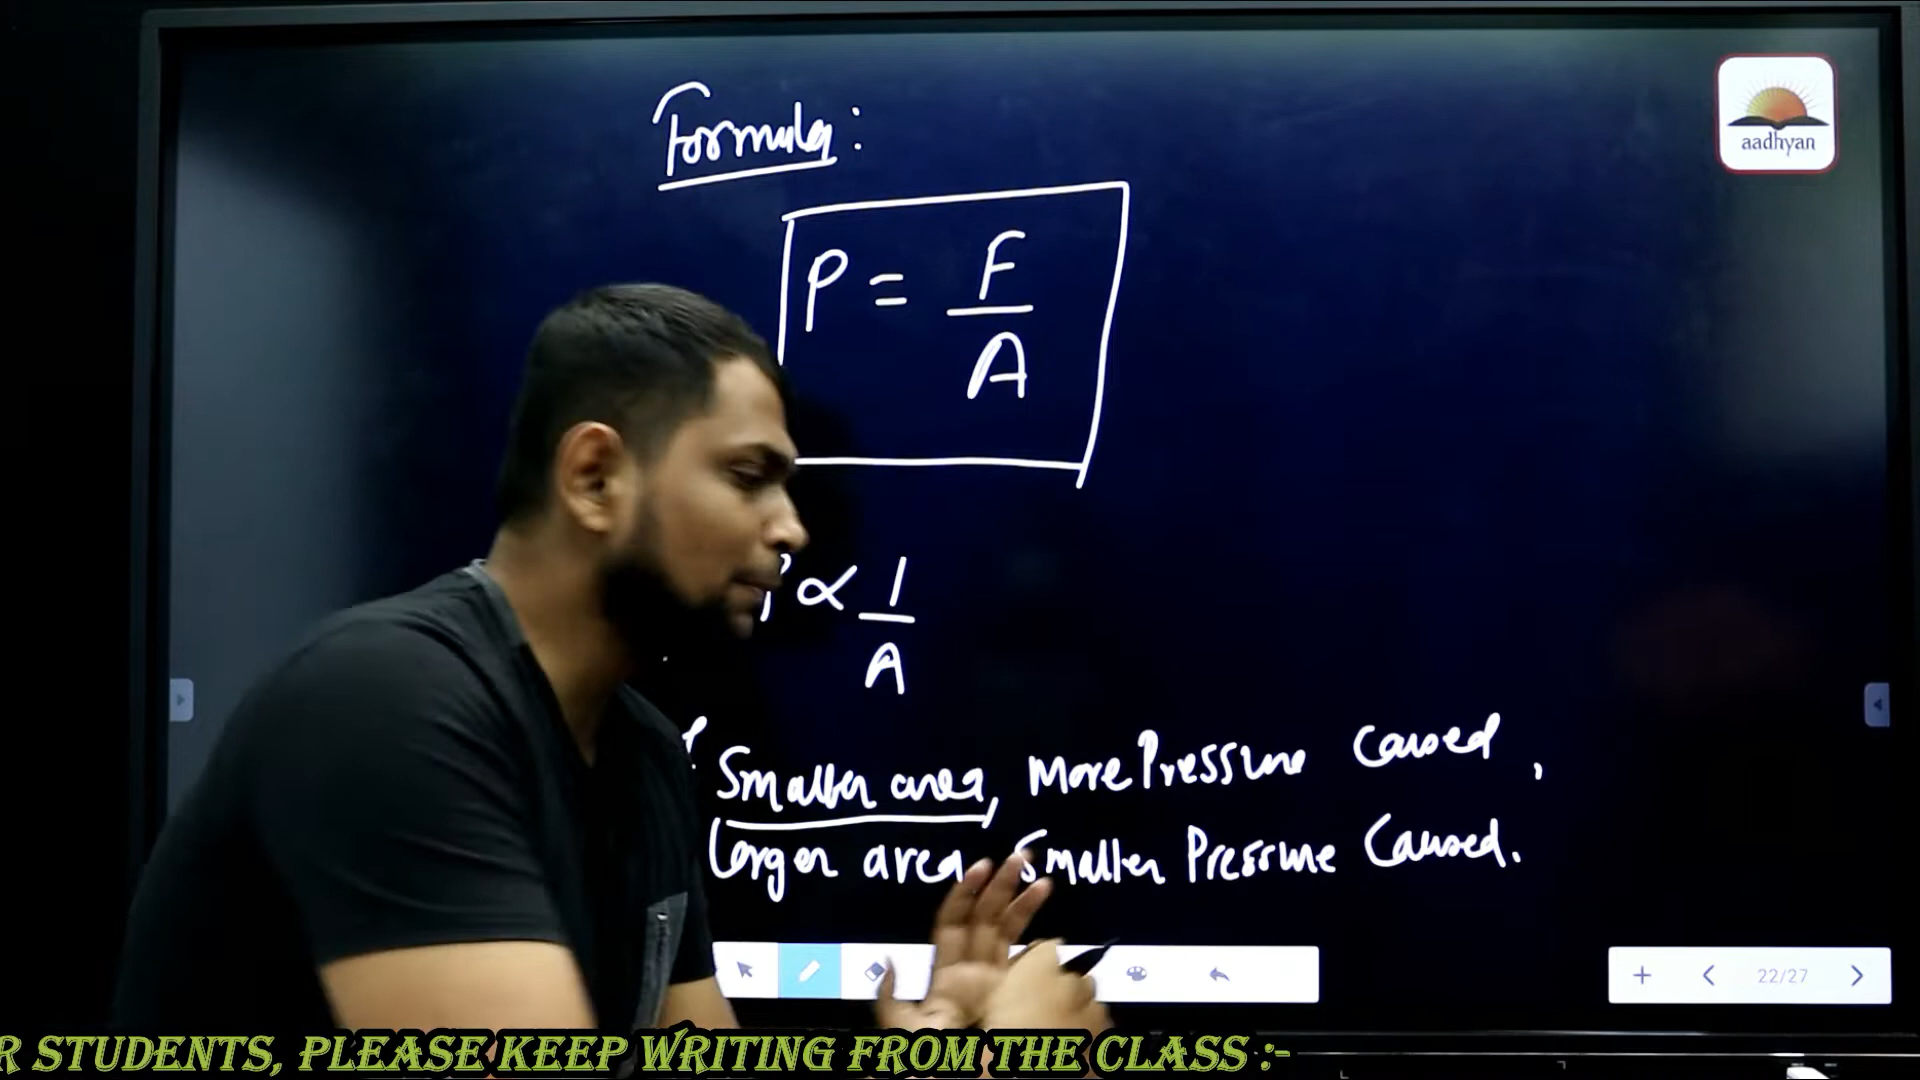 Formula:
aadhyan
P = F/A
P ∝ 1/A
Smaller area, More Pressure Caused,
Larger area Smaller Pressure Caused.
22/27
R STUDENTS, PLEASE KEEP WRITING FROM THE CLASS :-